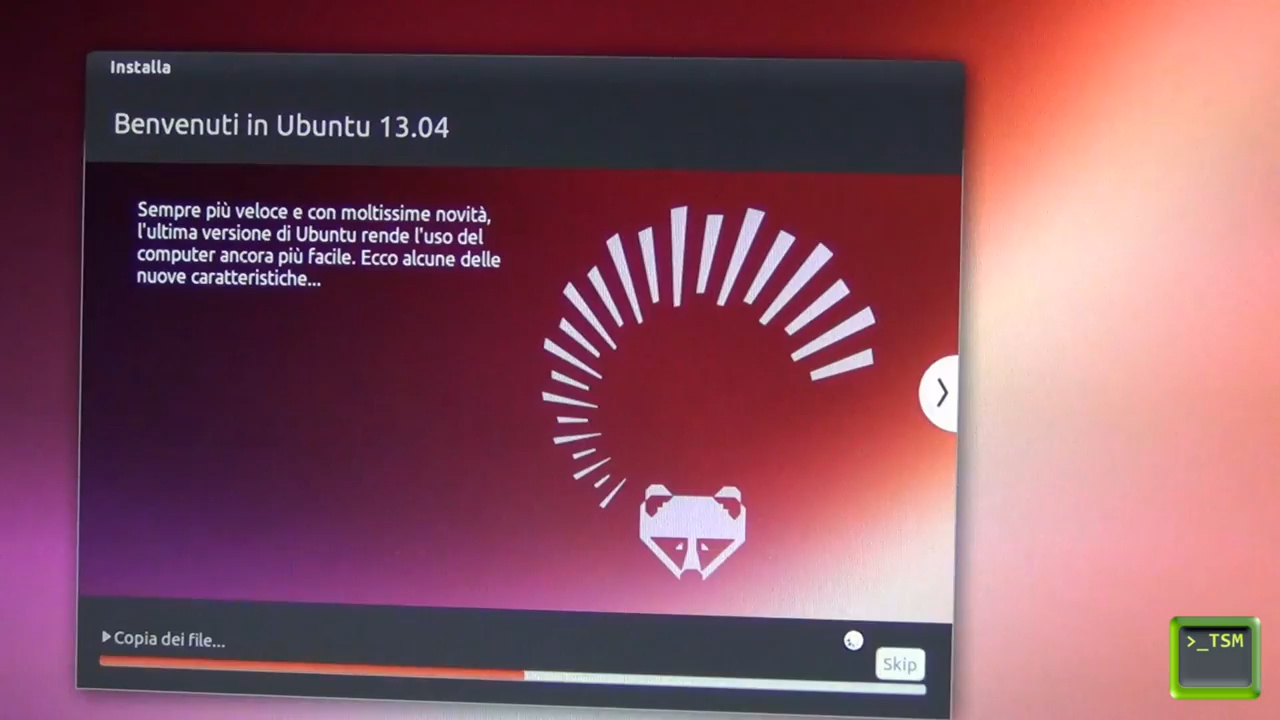 Installa
Benvenuti in Ubuntu 13.04
Sempre più veloce e con moltissime novità,
l'ultima versione di Ubuntu rende l'uso del
computer ancora più facile. Ecco alcune delle
nuove caratteristiche...
Copia dei file...
Skip
>_TSM